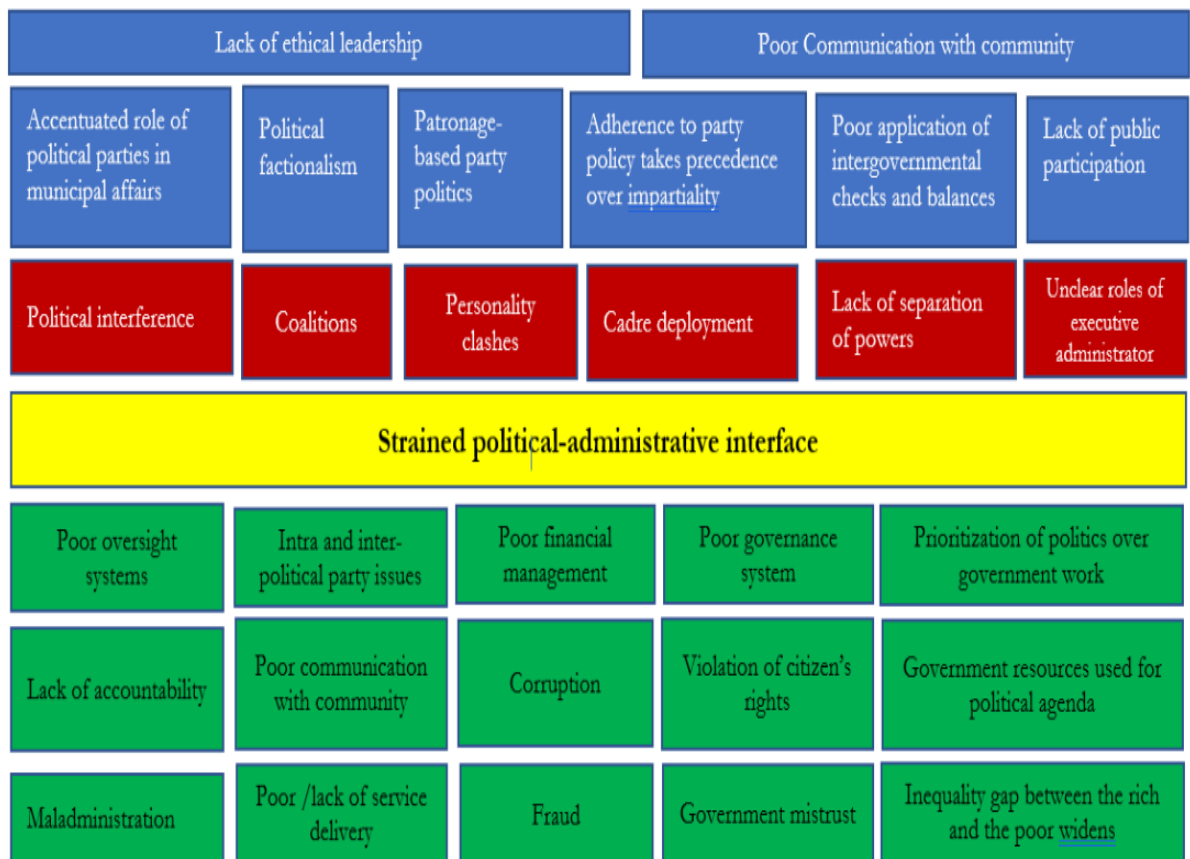 Lack of ethical leadership
Poor Communication with community
Accentuated role of
political parties in
municipal affairs
Political
factionalism
Patronage-
based party
politics
Adherence to party
policy takes precedence
over impartiality
Poor application of
intergovernmental
checks and balances
Lack of public
participation
Political interference
Coalitions
Personality
clashes
Cadre deployment
Lack of separation
of powers
Unclear roles of
executive
administrator
Strained political-administrative interface
Poor oversight
systems
Intra and inter-
political party issues
Poor financial
management
Poor governance
system
Prioritization of politics over
government work
Lack of accountability
Poor communication
with community
Corruption
Violation of citizen's
rights
Government resources used for
political agenda
Maladministration
Poor /lack of service
delivery
Fraud
Government mistrust
Inequality gap between the rich
and the poor widens